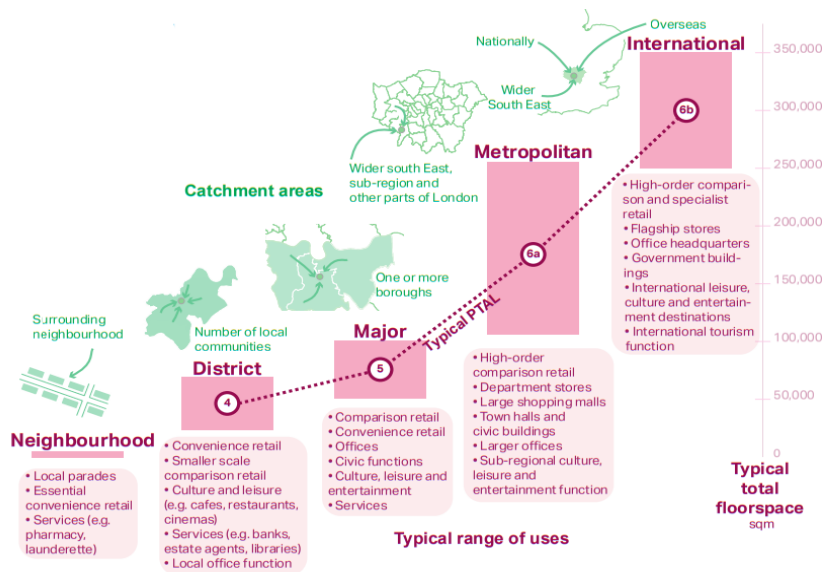 Overseas
Nationally
International
Wider
South East
6b
350,000
300,000
250,000
200,000
150,000
100,000
50,000
0
Typical
total
floorspace
sqm
Catchment areas
Wider south East,
sub-region and
other parts of London
Metropolitan
6a
• High-order compari-
son and specialist
retail
• Flagship stores
• Office headquarters
• Government build-
ings
• International leisure,
culture and entertain-
ment destinations
• International tourism
function
One or more
boroughs
Typical PTAL
Major
5
Surrounding
neighbourhood
Number of local
communities
District
4
Neighbourhood
• Local parades
• Essential
convenience retail
• Services (e.g.
pharmacy,
launderette)
• Convenience retail
• Smaller scale
comparison retail
• Culture and leisure
(e.g. cafes, restaurants,
cinemas)
• Services (e.g. banks,
estate agents, libraries)
• Local office function
• Comparison retail
• Convenience retail
• Offices
• Civic functions
• Culture, leisure and
entertainment
• Services
• High-order
comparison retail
• Department stores
• Large shopping malls
• Town halls and
civic buildings
• Larger offices
• Sub-regional culture,
leisure and
entertainment function
Typical range of uses